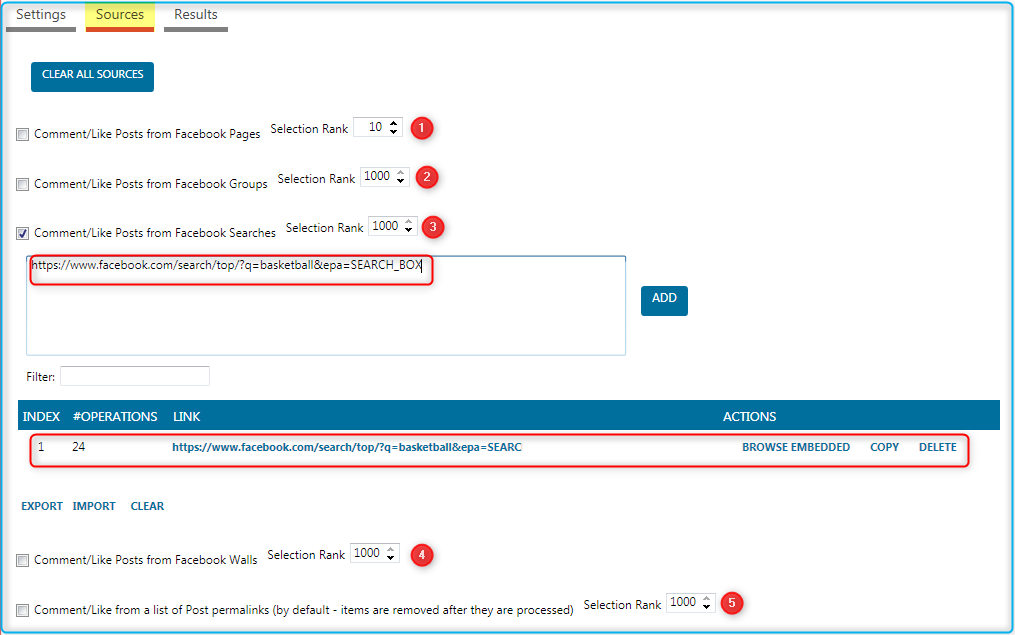 Settings Sources Results
CLEAR ALL SOURCES
Comment/Like Posts from Facebook Pages Selection Rank 10 1
Comment/Like Posts from Facebook Groups Selection Rank 1000 2
Comment/Like Posts from Facebook Searches Selection Rank 1000 3
https://www.facebook.com/search/top/?q=basketball&epa=SEARCH_BOX
ADD
Filter:
INDEX #OPERATIONS LINK ACTIONS
1 24 https://www.facebook.com/search/top/?q=basketball&epa=SEARC BROWSE EMBEDDED COPY DELETE
EXPORT IMPORT CLEAR
Comment/Like Posts from Facebook Walls Selection Rank 1000 4
Comment/Like from a list of Post permalinks (by default - items are removed after they are processed) Selection Rank 1000 5